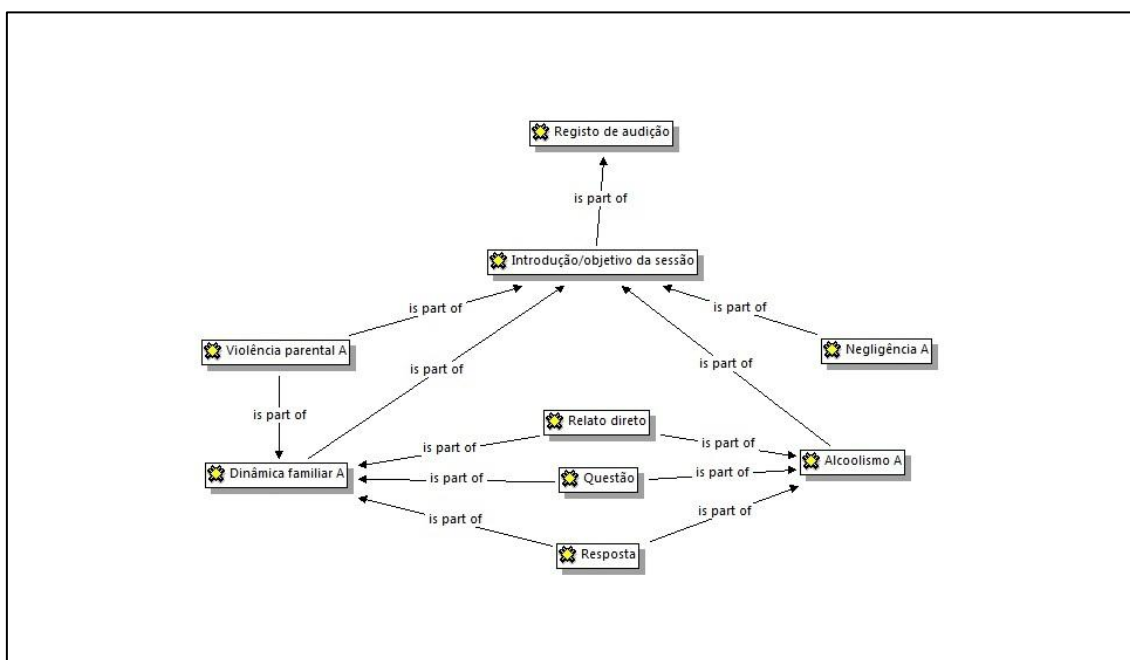 Registo de audição
is part of
Introdução/objetivo da sessão
is part of
is part of
Violência parental A
Negligência A
is part of
is part of
is part of
Relato direto
is part of
is part of
Alcoolismo A
Dinâmica familiar A
is part of
Questão
is part of
is part of
is part of
Resposta